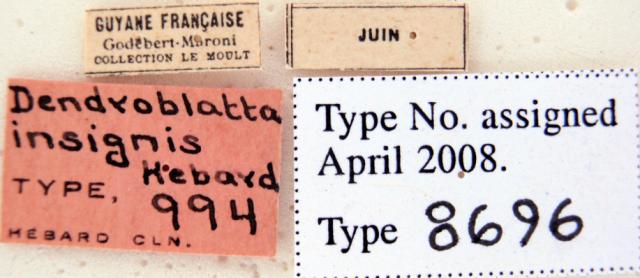 GUYANE FRANÇAISE
Godébert-Maroni
COLLECTION LE MOULT
JUIN
Dendroblatta
insignis
Hebard
TYPE,
994
HEBARD CLN.
Type No. assigned
April 2008.
Type 8696